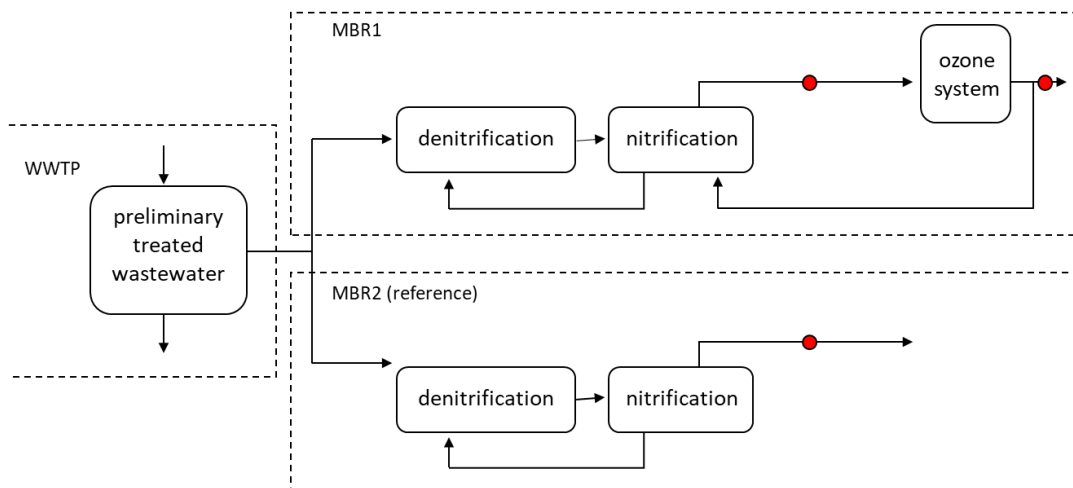 MBR1
ozone
system
denitrification
nitrification
WWTP
preliminary
treated
wastewater
MBR2 (reference)
denitrification
nitrification